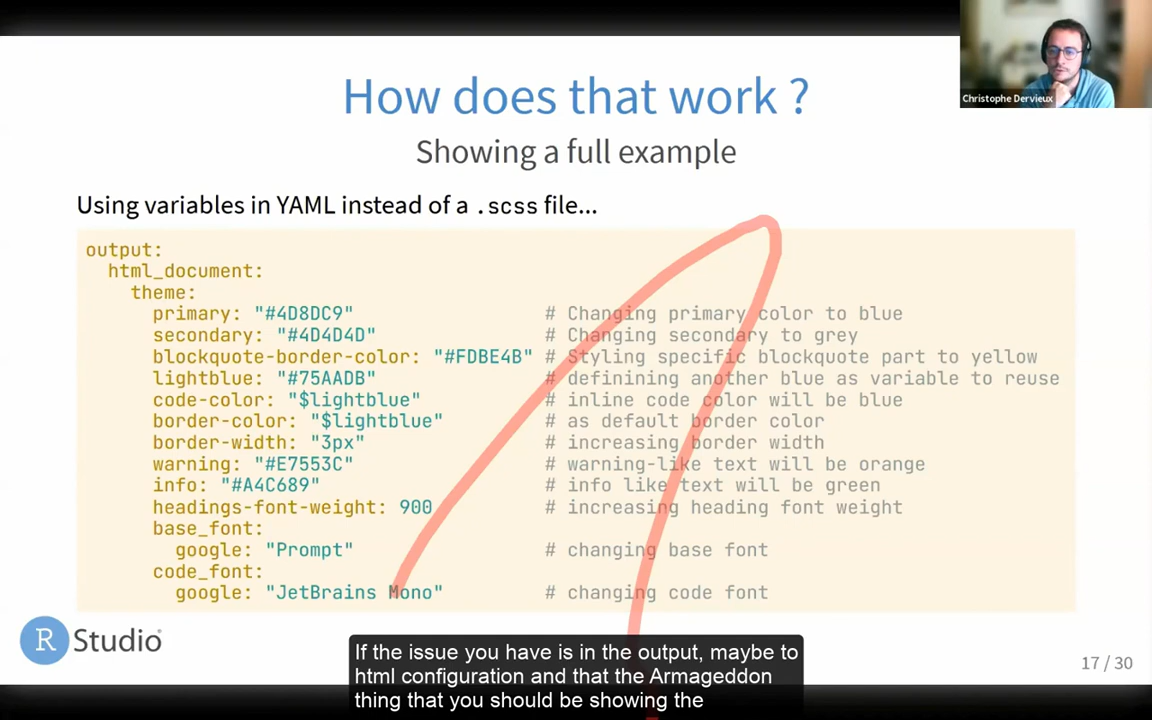 Christophe Dervieux
How does that work ?
Showing a full example
Using variables in YAML instead of a .scss file...
output:
html_document:
theme:
primary: "#4D8DC9" # Changing primary color to blue
secondary: "#4D4D4D" # Changing secondary to grey
blockquote-border-color: "#FDBE4B" # Styling specific blockquote part to yellow
lightblue: "#75AADB" # definining another blue as variable to reuse
code-color: "$lightblue" # inline code color will be blue
border-color: "$lightblue" # as default border color
border-width: "3px" # increasing border width
warning: "#E7553C" # warning-like text will be orange
info: "#A4C689" # info like text will be green
headings-font-weight: 900 # increasing heading font weight
base_font:
google: "Prompt" # changing base font
code_font:
google: "JetBrains Mono" # changing code font
R Studio
If the issue you have is in the output, maybe to
html configuration and that the Armageddon
thing that you should be showing the
17 / 30